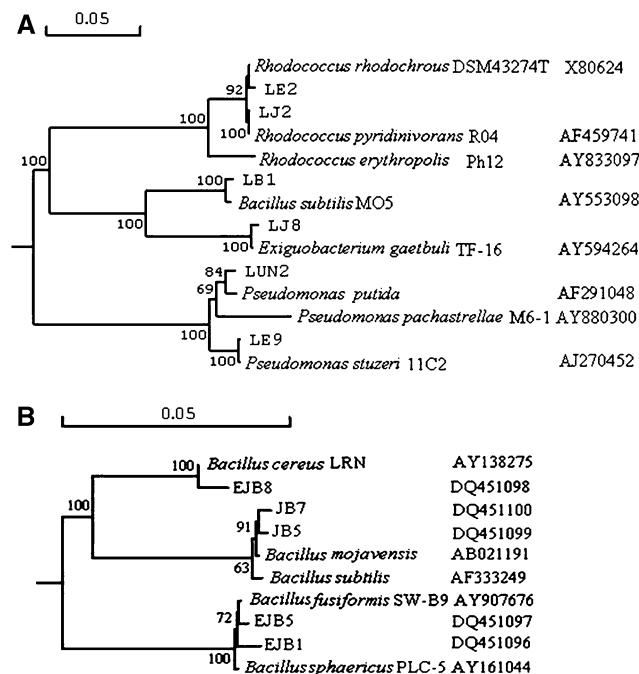 A
0.05
Rhodococcus rhodochrous DSM43274T X80624
92 LE2
LJ2
100
100 Rhodococcus pyridinivorans R04 AF459741
100 Rhodococcus erythropolis Ph12 AY833097
100 LB1
Bacillus subtilis MO5 AY553098
100 LJ8
100 Exiguobacterium gaetbuli TF-16 AY594264
84 LUN2
69 Pseudomonas putida AF291048
Pseudomonas pachastrellae M6-1 AY880300
100 LE9
100 Pseudomonas stuzeri 11C2 AJ270452
B
0.05
100 Bacillus cereus LRN AY138275
EJB8 DQ451098
100 JB7 DQ451100
91 JB5 DQ451099
Bacillus mojavensis AB021191
63 Bacillus subtilis AF333249
Bacillus fusiformis SW-B9 AY907676
72 EJB5 DQ451097
EJB1 DQ451096
100 Bacillus sphaericus PLC-5 AY161044